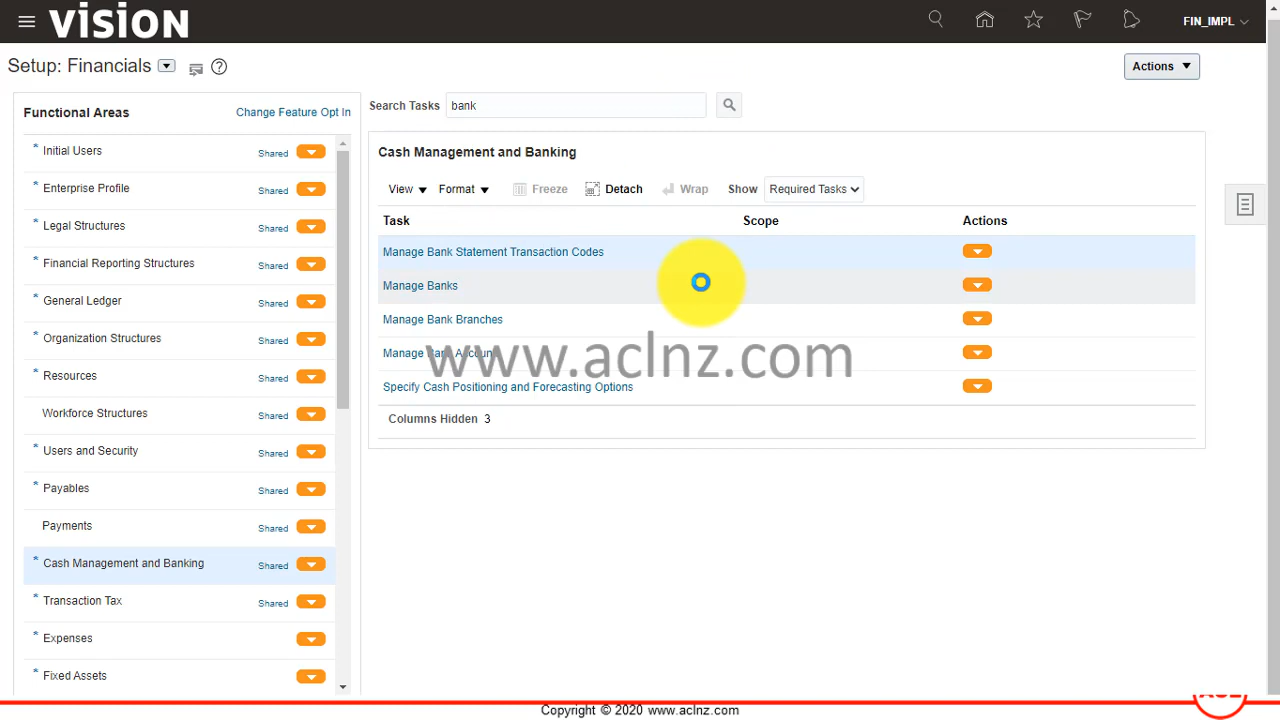 vision
FIN_IMPL
Setup: Financials
Actions
Functional Areas
Change Feature Opt In
* Initial Users Shared
* Enterprise Profile Shared
* Legal Structures Shared
* Financial Reporting Structures Shared
* General Ledger Shared
* Organization Structures Shared
* Resources Shared
Workforce Structures Shared
* Users and Security Shared
* Payables Shared
Payments Shared
* Cash Management and Banking Shared
* Transaction Tax Shared
* Expenses
* Fixed Assets
Search Tasks bank
Cash Management and Banking
View Format Freeze Detach Wrap Show Required Tasks
Task Scope Actions
Manage Bank Statement Transaction Codes
Manage Banks
Manage Bank Branches
Manage
www.aclnz.com
Specify Cash Positioning and Forecasting Options
Columns Hidden 3
Copyright © 2020 www.aclnz.com